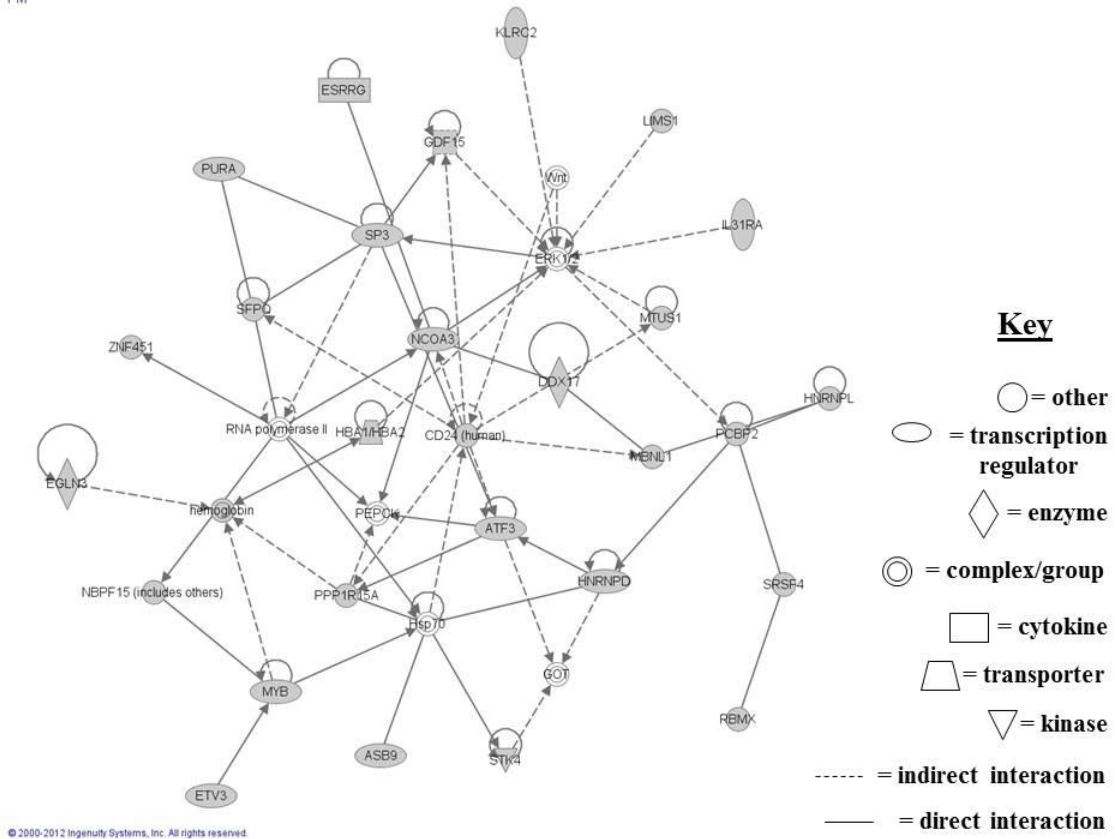 KLRC2
ESRRG
LIMS1
GDF15
PURA
Wnt
IL31RA
SP3
ERK1/2
SFPQ
MTUS1
NCOA3
ZNF451
DDX17
HNRNPL
RNA polymerase II
HBA1/HBA2
CD24 (human)
PCBP2
MBNL1
EGLN3
hemoglobin
PEPCk
ATF3
NBPF15 (includes others)
PPP1R15A
HNRNPD
SRSF4
Hsp70
GOT
MYB
RBMX
ASB9
STK4
ETV3
Key
= other
= transcription
regulator
= enzyme
= complex/group
= cytokine
= transporter
= kinase
= indirect interaction
= direct interaction
© 2000-2012 Ingenuity Systems, Inc. All rights reserved.